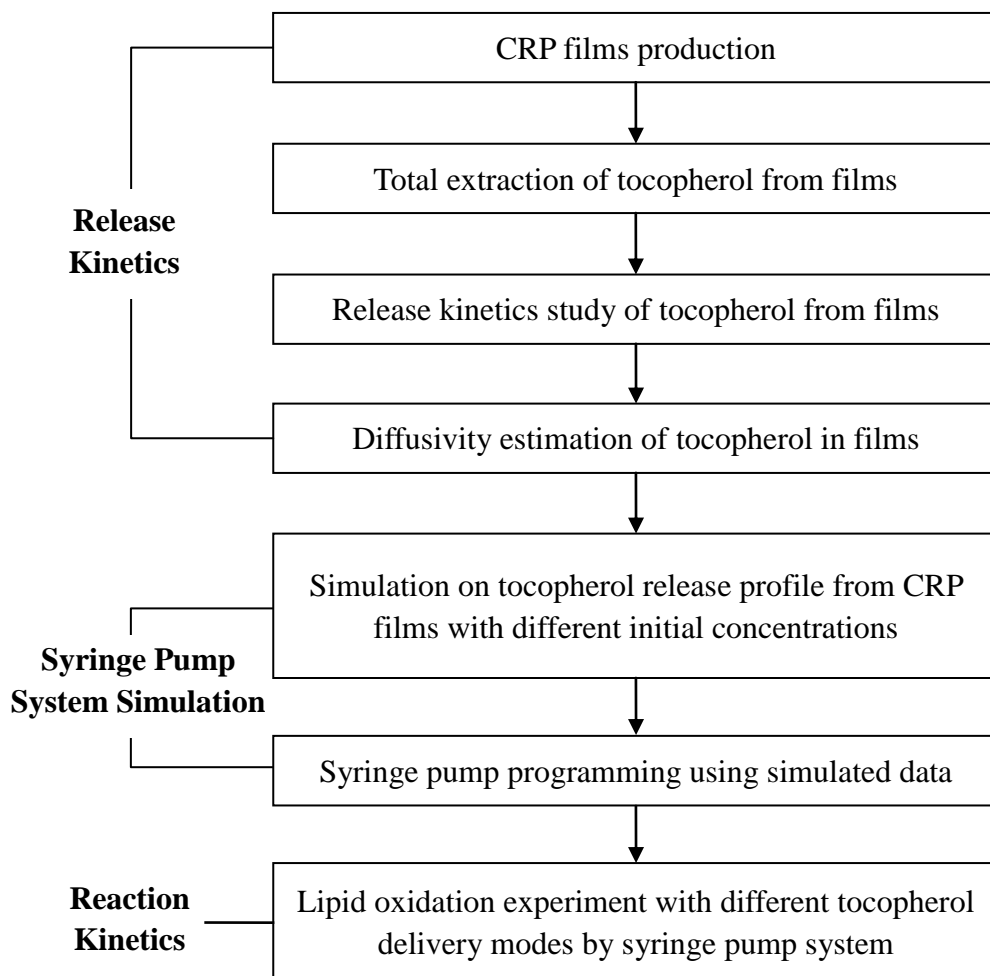 CRP films production
Total extraction of tocopherol from films
Release
Kinetics
Release kinetics study of tocopherol from films
Diffusivity estimation of tocopherol in films
Simulation on tocopherol release profile from CRP
films with different initial concentrations
Syringe Pump
System Simulation
Syringe pump programming using simulated data
Reaction
Kinetics
Lipid oxidation experiment with different tocopherol
delivery modes by syringe pump system